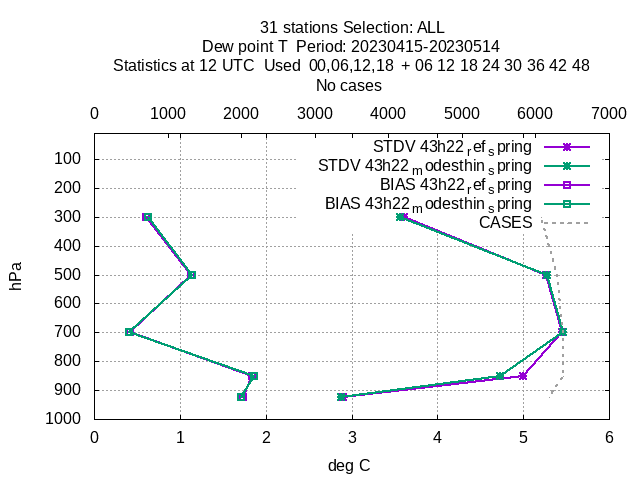 31 stations Selection: ALL
Dew point T  Period: 20230415-20230514
Statistics at 12 UTC  Used  00,06,12,18  + 06 12 18 24 30 36 42 48
No cases
0 1000 2000 3000 4000 5000 6000 7000
STDV 43h22_ref_spring
STDV 43h22_modesthin_spring
BIAS 43h22_ref_spring
BIAS 43h22_modesthin_spring
CASES
100
200
300
400
500
600
700
800
900
1000
hPa
0 1 2 3 4 5 6
deg C